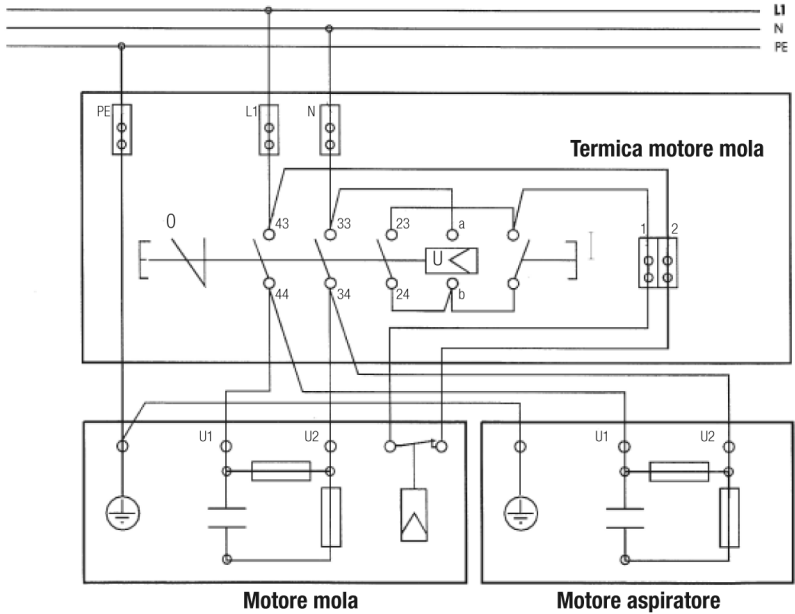 L1
N
PE
PE
L1
N
Termica motore mola
0
43
33
23
a
1
2
I
U
44
34
24
b
U1
U2
U1
U2
Motore mola
Motore aspiratore